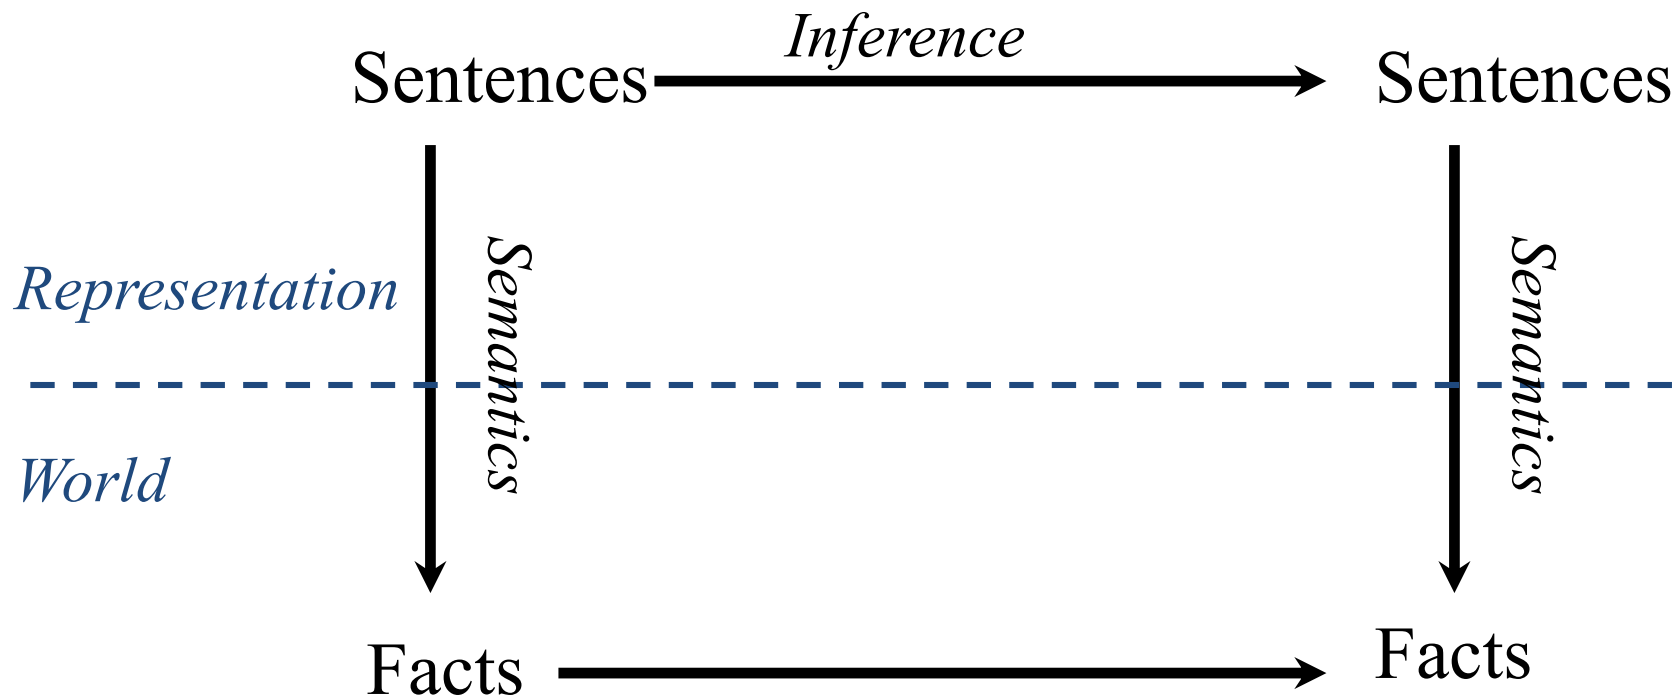 Inference
Sentences
Sentences
Semantics
Semantics
Representation
World
Facts
Facts